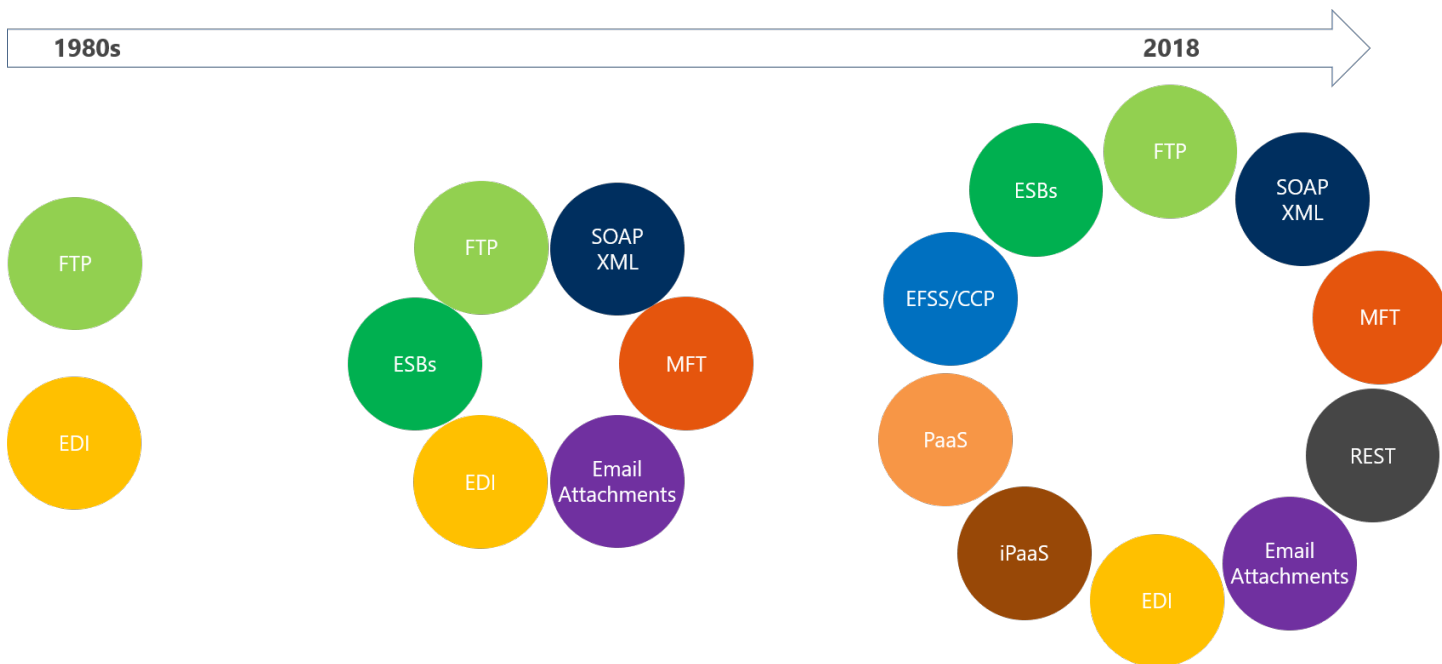 1980s
2018
FTP
EDI
FTP
SOAP
XML
ESBs
MFT
EDI
Email
Attachments
FTP
ESBs
SOAP
XML
EFSS/CCP
MFT
PaaS
REST
iPaaS
Email
Attachments
EDI